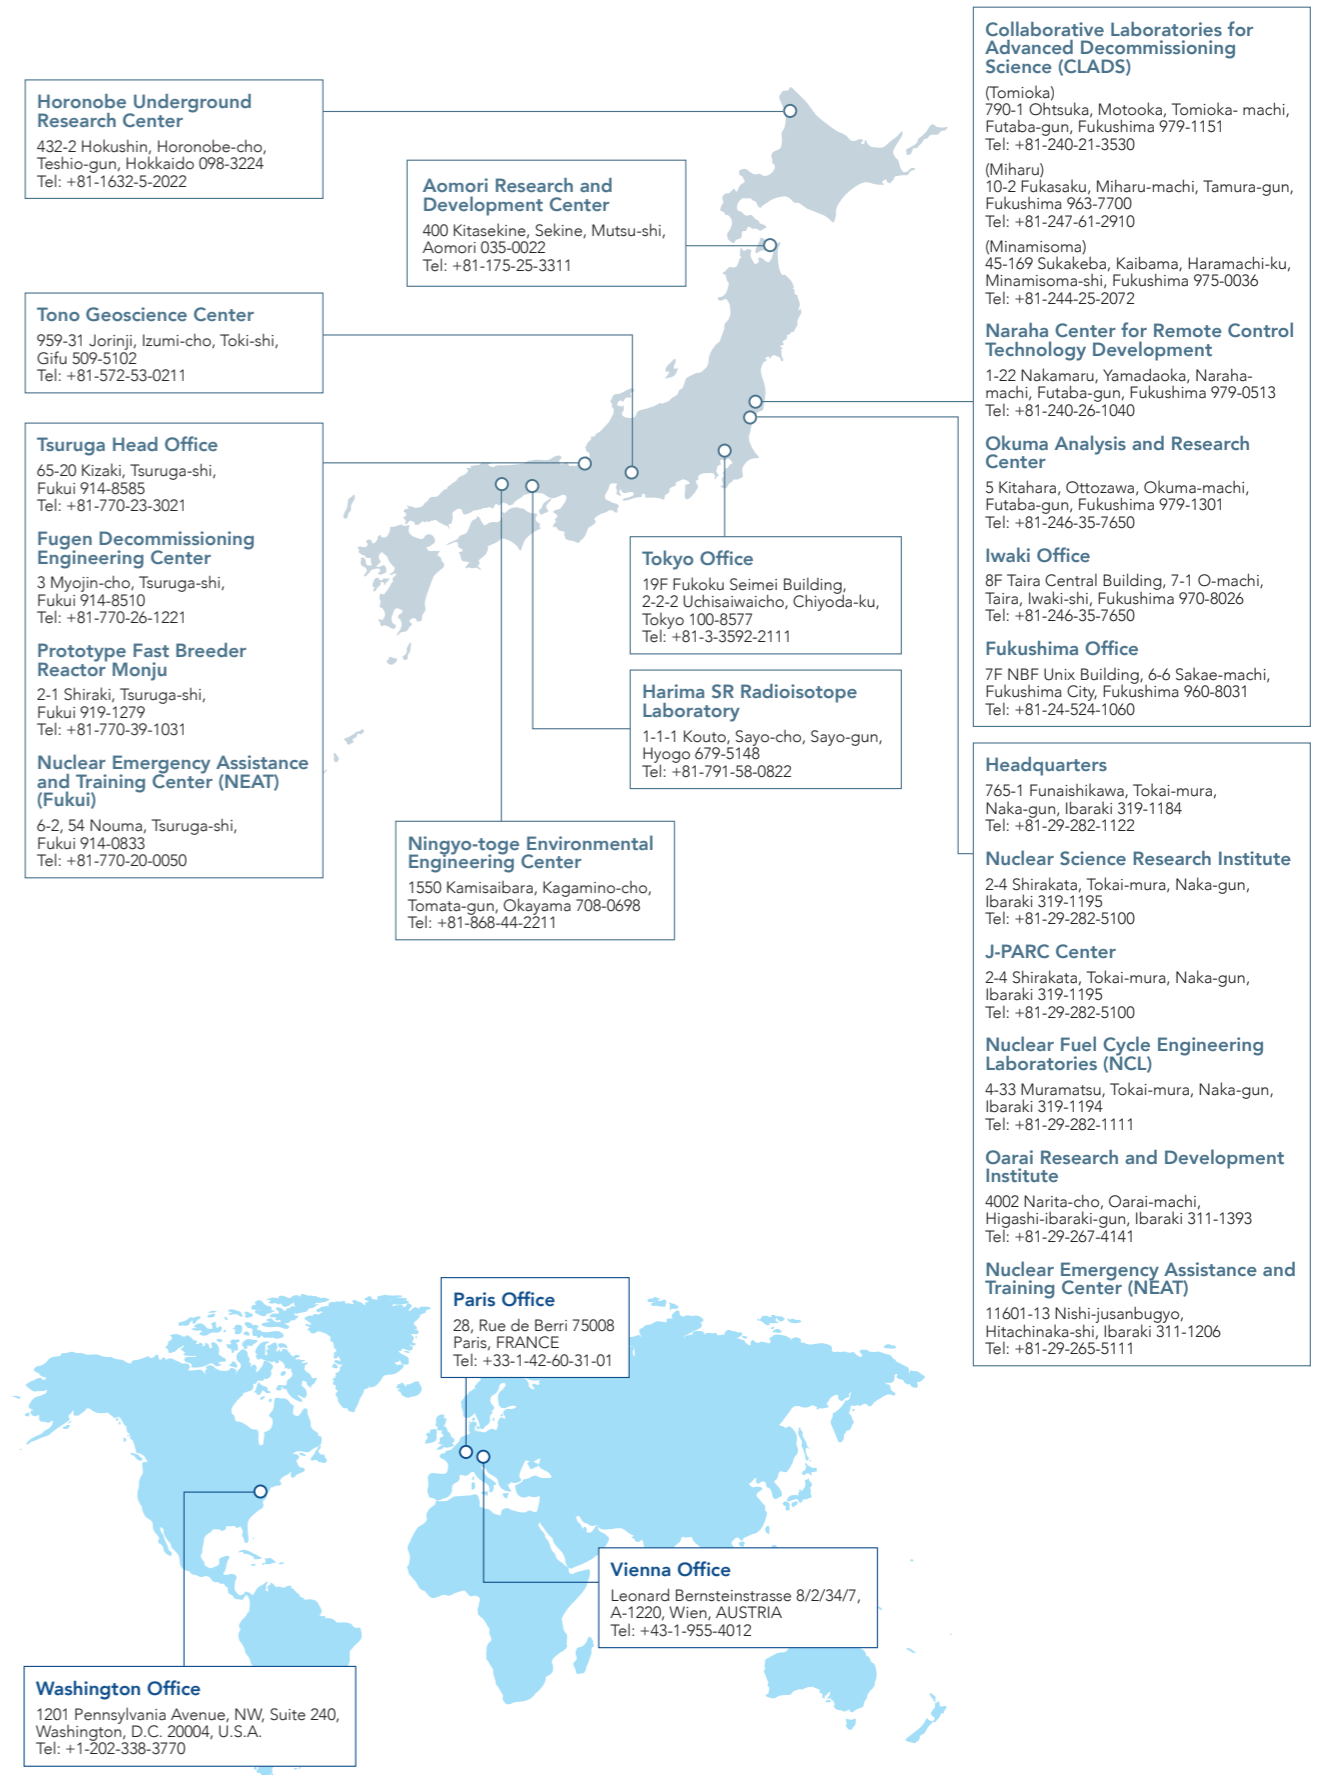 Horonobe Underground
Research Center
432-2 Hokushin, Horonobe-cho,
Teshio-gun, Hokkaido 098-3224
Tel: +81-1632-5-2022
Aomori Research and
Development Center
400 Kitasekine, Sekine, Mutsu-shi,
Aomori 035-0022
Tel: +81-175-25-3311
Tono Geoscience Center
959-31 Jorinji, Izumi-cho, Toki-shi,
Gifu 509-5102
Tel: +81-572-53-0211
Tsuruga Head Office
65-20 Kizaki, Tsuruga-shi,
Fukui 914-8585
Tel: +81-770-23-3021
Fugen Decommissioning
Engineering Center
3 Myojin-cho, Tsuruga-shi,
Fukui 914-8510
Tel: +81-770-26-1221
Prototype Fast Breeder
Reactor Monju
2-1 Shiraki, Tsuruga-shi,
Fukui 919-1279
Tel: +81-770-39-1031
Nuclear Emergency Assistance
and Training Center (NEAT)
(Fukui)
6-2, 54 Nouma, Tsuruga-shi,
Fukui 914-0833
Tel: +81-770-20-0050
Tokyo Office
19F Fukoku Seimei Building,
2-2-2 Uchisaiwaicho, Chiyoda-ku,
Tokyo 100-8577
Tel: +81-3-3592-2111
Harima SR Radioisotope
Laboratory
1-1-1 Kouto, Sayo-cho, Sayo-gun,
Hyogo 679-5148
Tel: +81-791-58-0822
Ningyo-toge Environmental
Engineering Center
1550 Kamisaibara, Kagamino-cho,
Tomata-gun, Okayama 708-0698
Tel: +81-868-44-2211
Collaborative Laboratories for
Advanced Decommissioning
Science (CLADS)
(Tomioka)
790-1 Ohtsuka, Motooka, Tomioka- machi,
Futaba-gun, Fukushima 979-1151
Tel: +81-240-21-3530
(Miharu)
10-2 Fukasaku, Miharu-machi, Tamura-gun,
Fukushima 963-7700
Tel: +81-247-61-2910
(Minamisoma)
45-169 Sukakeba, Kaibama, Haramachi-ku,
Minamisoma-shi, Fukushima 975-0036
Tel: +81-244-25-2072
Naraha Center for Remote Control
Technology Development
1-22 Nakamaru, Yamadaoka, Naraha-
machi, Futaba-gun, Fukushima 979-0513
Tel: +81-240-26-1040
Okuma Analysis and Research
Center
5 Kitahara, Ottozawa, Okuma-machi,
Futaba-gun, Fukushima 979-1301
Tel: +81-246-35-7650
Iwaki Office
8F Taira Central Building, 7-1 O-machi,
Taira, Iwaki-shi, Fukushima 970-8026
Tel: +81-246-35-7650
Fukushima Office
7F NBF Unix Building, 6-6 Sakae-machi,
Fukushima City, Fukushima 960-8031
Tel: +81-24-524-1060
Headquarters
765-1 Funaishikawa, Tokai-mura,
Naka-gun, Ibaraki 319-1184
Tel: +81-29-282-1122
Nuclear Science Research Institute
2-4 Shirakata, Tokai-mura, Naka-gun,
Ibaraki 319-1195
Tel: +81-29-282-5100
J-PARC Center
2-4 Shirakata, Tokai-mura, Naka-gun,
Ibaraki 319-1195
Tel: +81-29-282-5100
Nuclear Fuel Cycle Engineering
Laboratories (NCL)
4-33 Muramatsu, Tokai-mura, Naka-gun,
Ibaraki 319-1194
Tel: +81-29-282-1111
Oarai Research and Development
Institute
4002 Narita-cho, Oarai-machi,
Higashi-ibaraki-gun, Ibaraki 311-1393
Tel: +81-29-267-4141
Nuclear Emergency Assistance and
Training Center (NEAT)
11601-13 Nishi-jusanbugyo,
Hitachinaka-shi, Ibaraki 311-1206
Tel: +81-29-265-5111
Paris Office
28, Rue de Berri 75008
Paris, FRANCE
Tel: +33-1-42-60-31-01
Vienna Office
Leonard Bernsteinstrasse 8/2/34/7,
A-1220, Wien, AUSTRIA
Tel: +43-1-955-4012
Washington Office
1201 Pennsylvania Avenue, NW, Suite 240,
Washington, D.C. 20004, U.S.A.
Tel: +1-202-338-3770